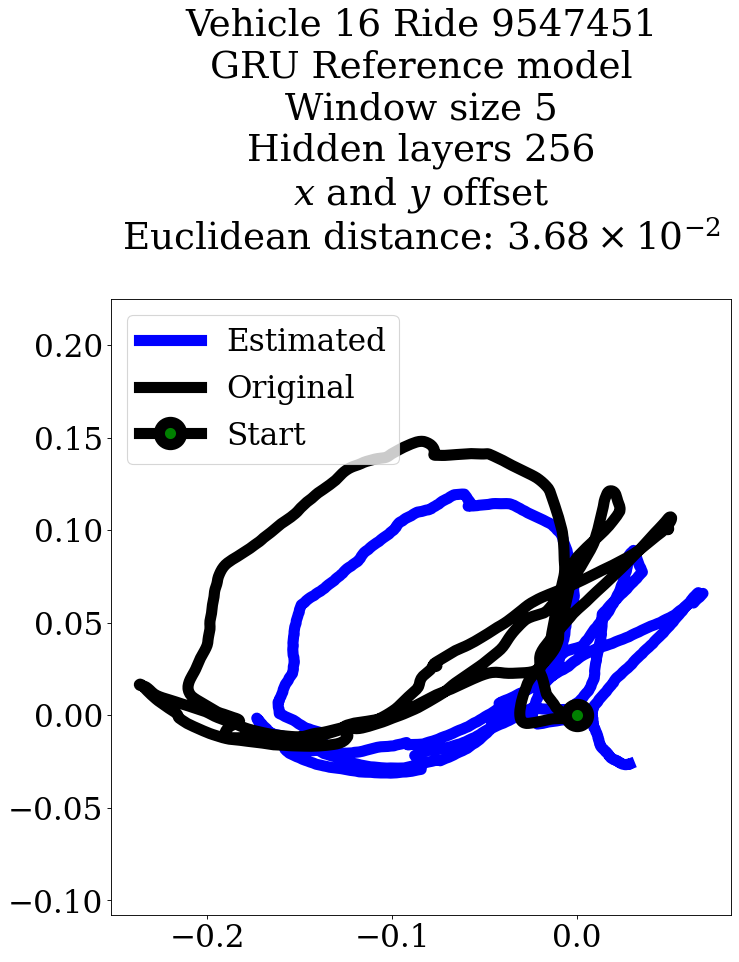 Vehicle 16 Ride 9547451
GRU Reference model
Window size 5
Hidden layers 256
x and y offset
Euclidean distance: 3.68 × 10⁻²
Estimated
Original
Start
0.20
0.15
0.10
0.05
0.00
−0.05
−0.10
−0.2 −0.1 0.0